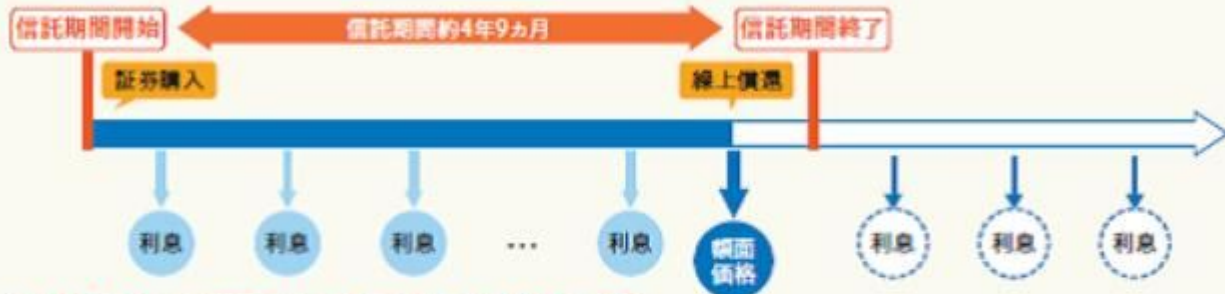 信託期間開始
信託期間約4年9ヵ月
信託期間終了
証券購入
繰上償還
利息
利息
利息
…
利息
額面
価格
利息
利息
利息